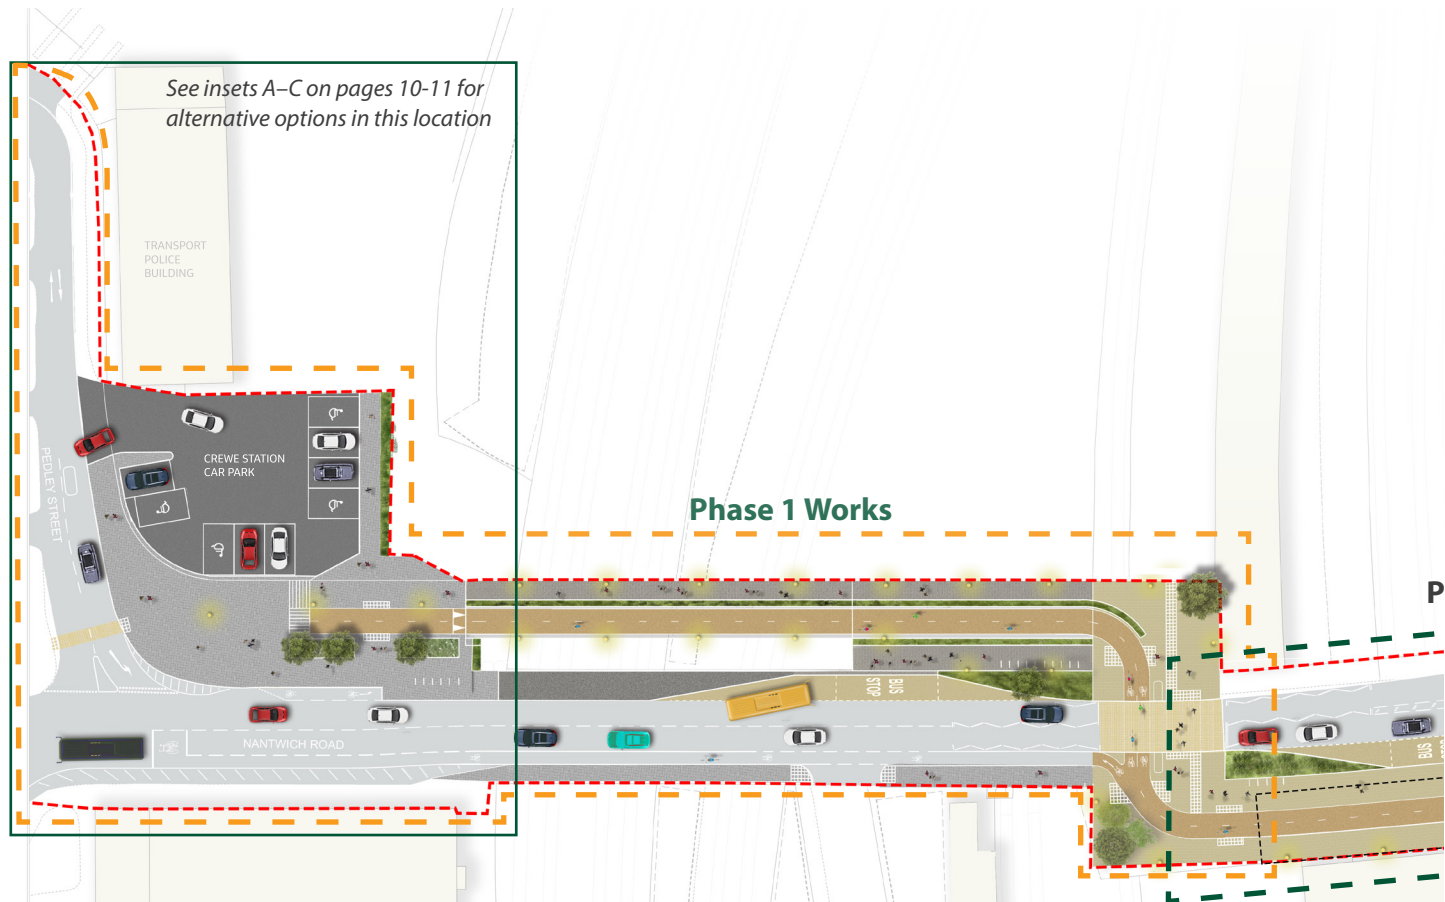 See insets A–C on pages 10-11 for
alternative options in this location
TRANSPORT
POLICE
BUILDING
CREWE STATION
CAR PARK
PEDLEY STREET
Phase 1 Works
P
BUS
STOP
NANTWICH ROAD
BUS